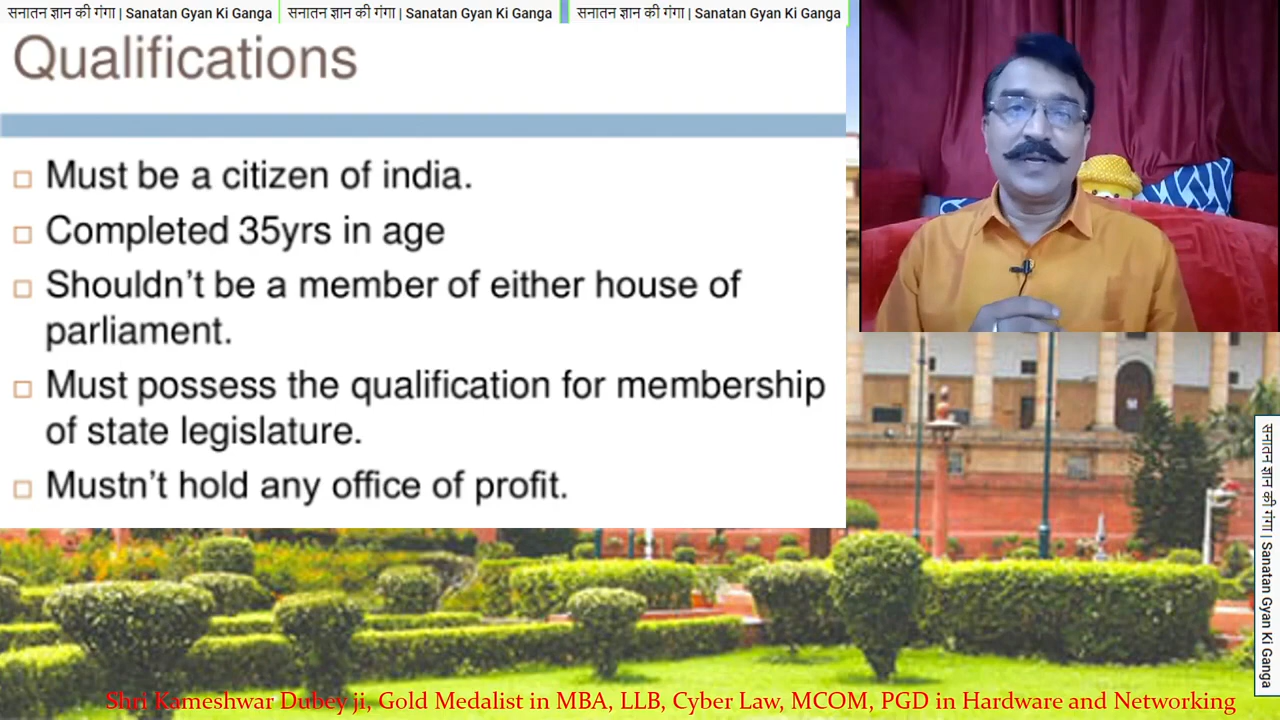 सनातन ज्ञान की गंगा | Sanatan Gyan Ki Ganga
सनातन ज्ञान की गंगा | Sanatan Gyan Ki Ganga
सनातन ज्ञान की गंगा | Sanatan Gyan Ki Ganga
Qualifications
Must be a citizen of india.
Completed 35yrs in age
Shouldn't be a member of either house of
parliament.
Must possess the qualification for membership
of state legislature.
Mustn't hold any office of profit.
सनातन ज्ञान की गंगा | Sanatan Gyan Ki Ganga
Shri Kameshwar Dubey ji, Gold Medalist in MBA, LLB, Cyber Law, MCOM, PGD in Hardware and Networking